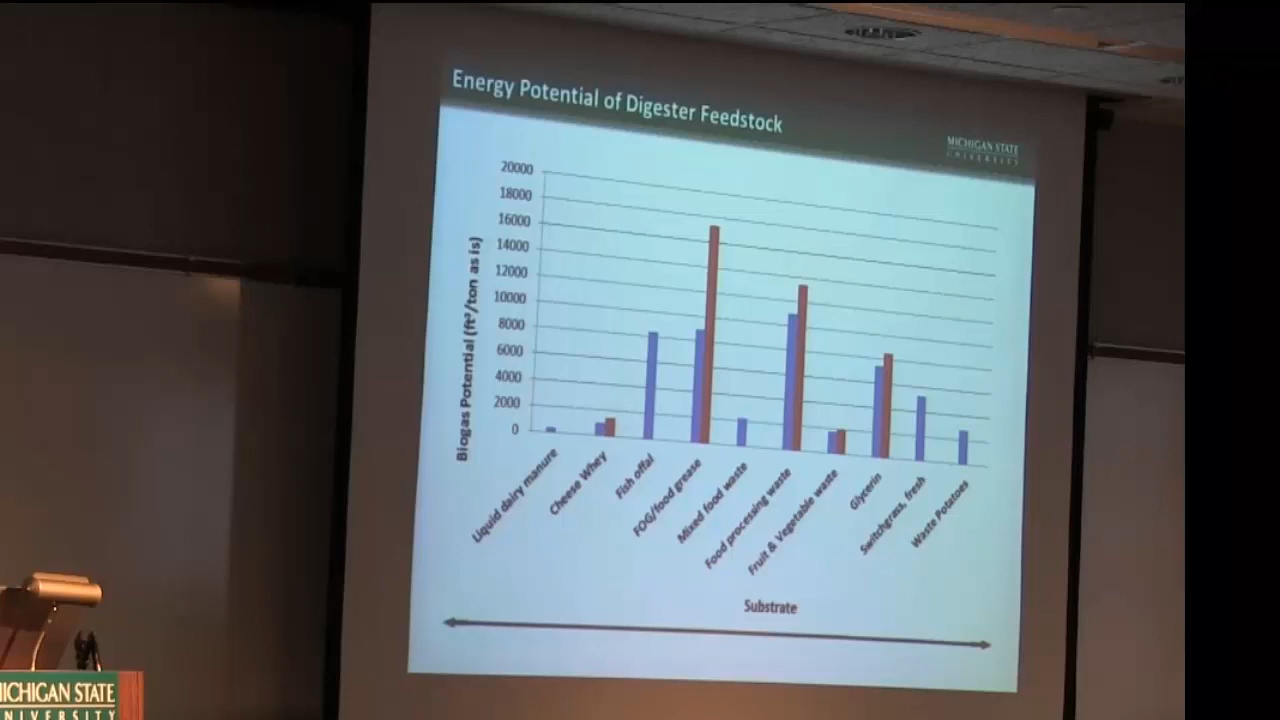 Energy Potential of Digester Feedstock
MICHIGAN STATE
UNIVERSITY
20000
18000
16000
14000
12000
10000
8000
6000
4000
2000
0
Biogas Potential (ft³/ton as is)
Liquid dairy manure
Cheese Whey
Fish offal
FOG/food grease
Mixed food waste
Food processing waste
Fruit & Vegetable waste
Glycerin
Switchgrass, fresh
Waste Potatoes
Substrate
MICHIGAN STATE
UNIVERSITY